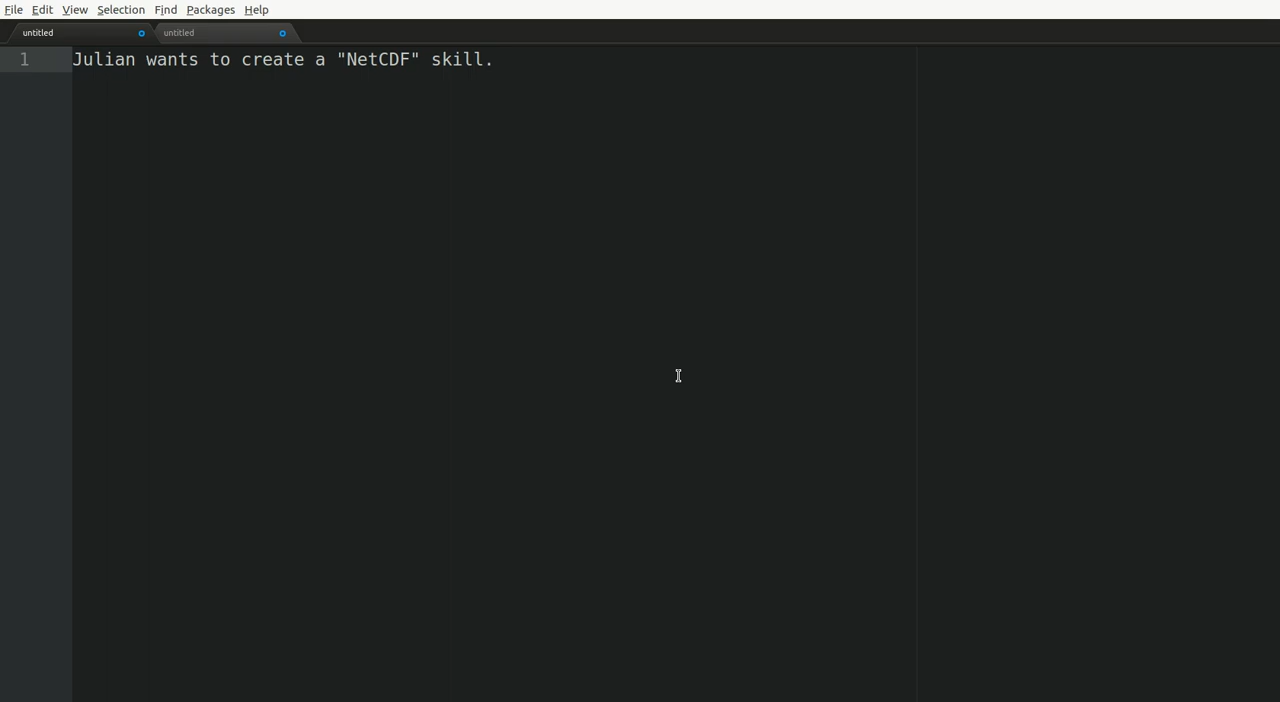 File Edit View Selection Find Packages Help
untitled untitled
1 Julian wants to create a "NetCDF" skill.